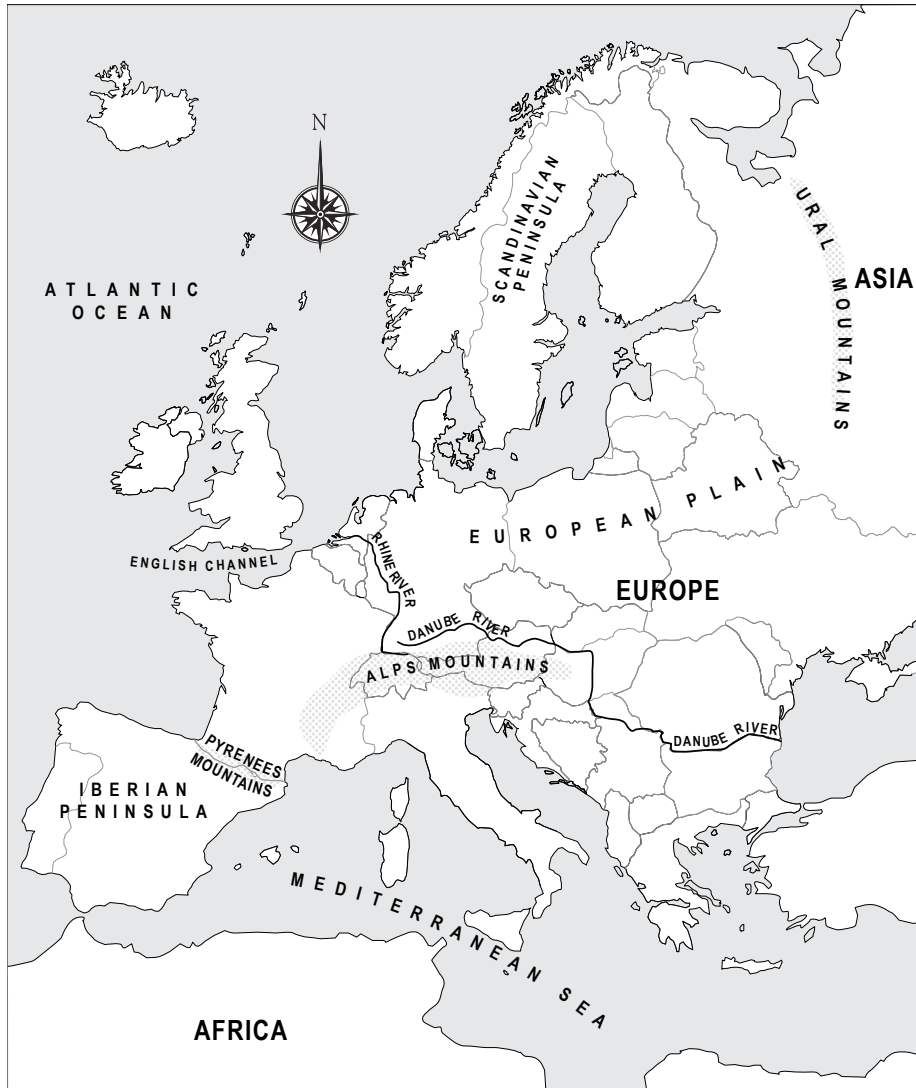 N
SCANDINAVIAN
PENINSULA
URAL MOUNTAINS
ASIA
ATLANTIC
OCEAN
EUROPEAN PLAIN
ENGLISH CHANNEL
RHINE RIVER
EUROPE
DANUBE RIVER
ALPS MOUNTAINS
DANUBE RIVER
PYRENEES
MOUNTAINS
IBERIAN
PENINSULA
MEDITERRANEAN SEA
AFRICA